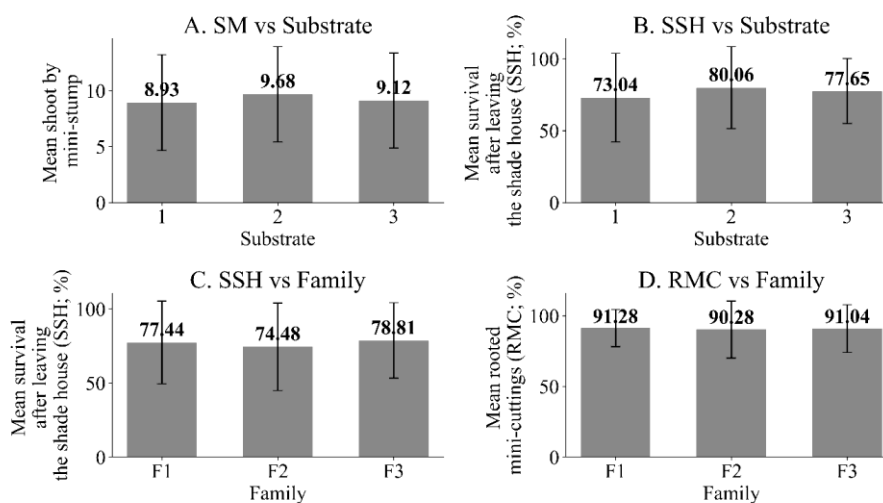 A. SM vs Substrate
Mean shoot by
mini-stump
10
5
0
8.93
9.68
9.12
1
2
3
Substrate
B. SSH vs Substrate
Mean survival
after leaving
the shade house (SSH; %)
100
50
0
73.04
80.06
77.65
1
2
3
Substrate
C. SSH vs Family
Mean survival
after leaving
the shade house (SSH; %)
100
50
0
77.44
74.48
78.81
F1
F2
F3
Family
D. RMC vs Family
Mean rooted
mini-cuttings (RMC; %)
100
50
0
91.28
90.28
91.04
F1
F2
F3
Family